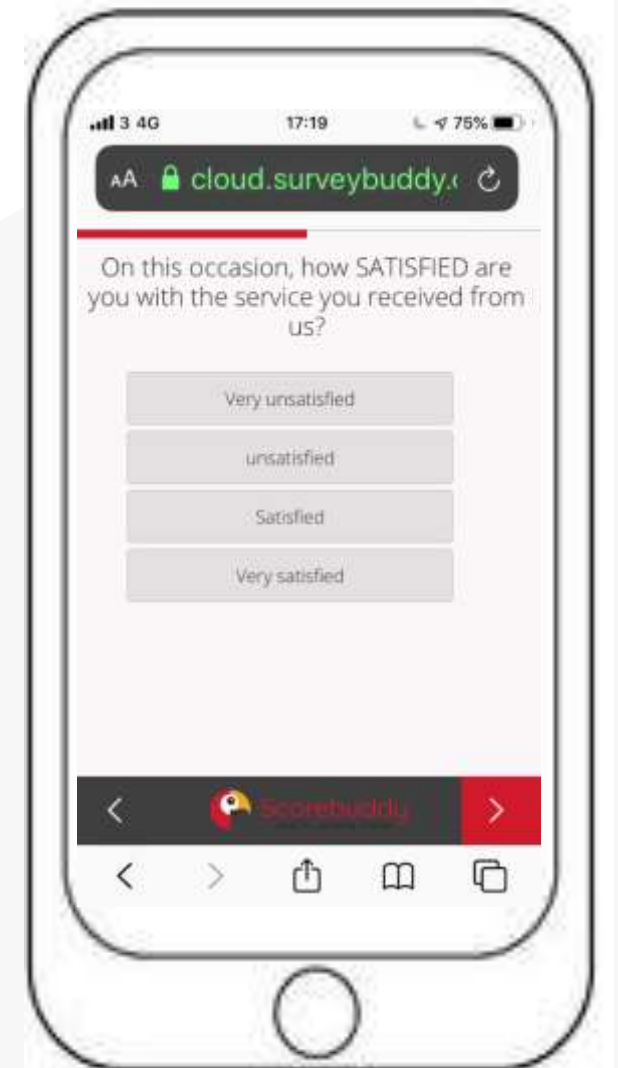 3 4G 17:19 75%
AA cloud.surveybuddy.c
On this occasion, how SATISFIED are
you with the service you received from
us?
Very unsatisfied
unsatisfied
Satisfied
Very satisfied
Scorebuddy